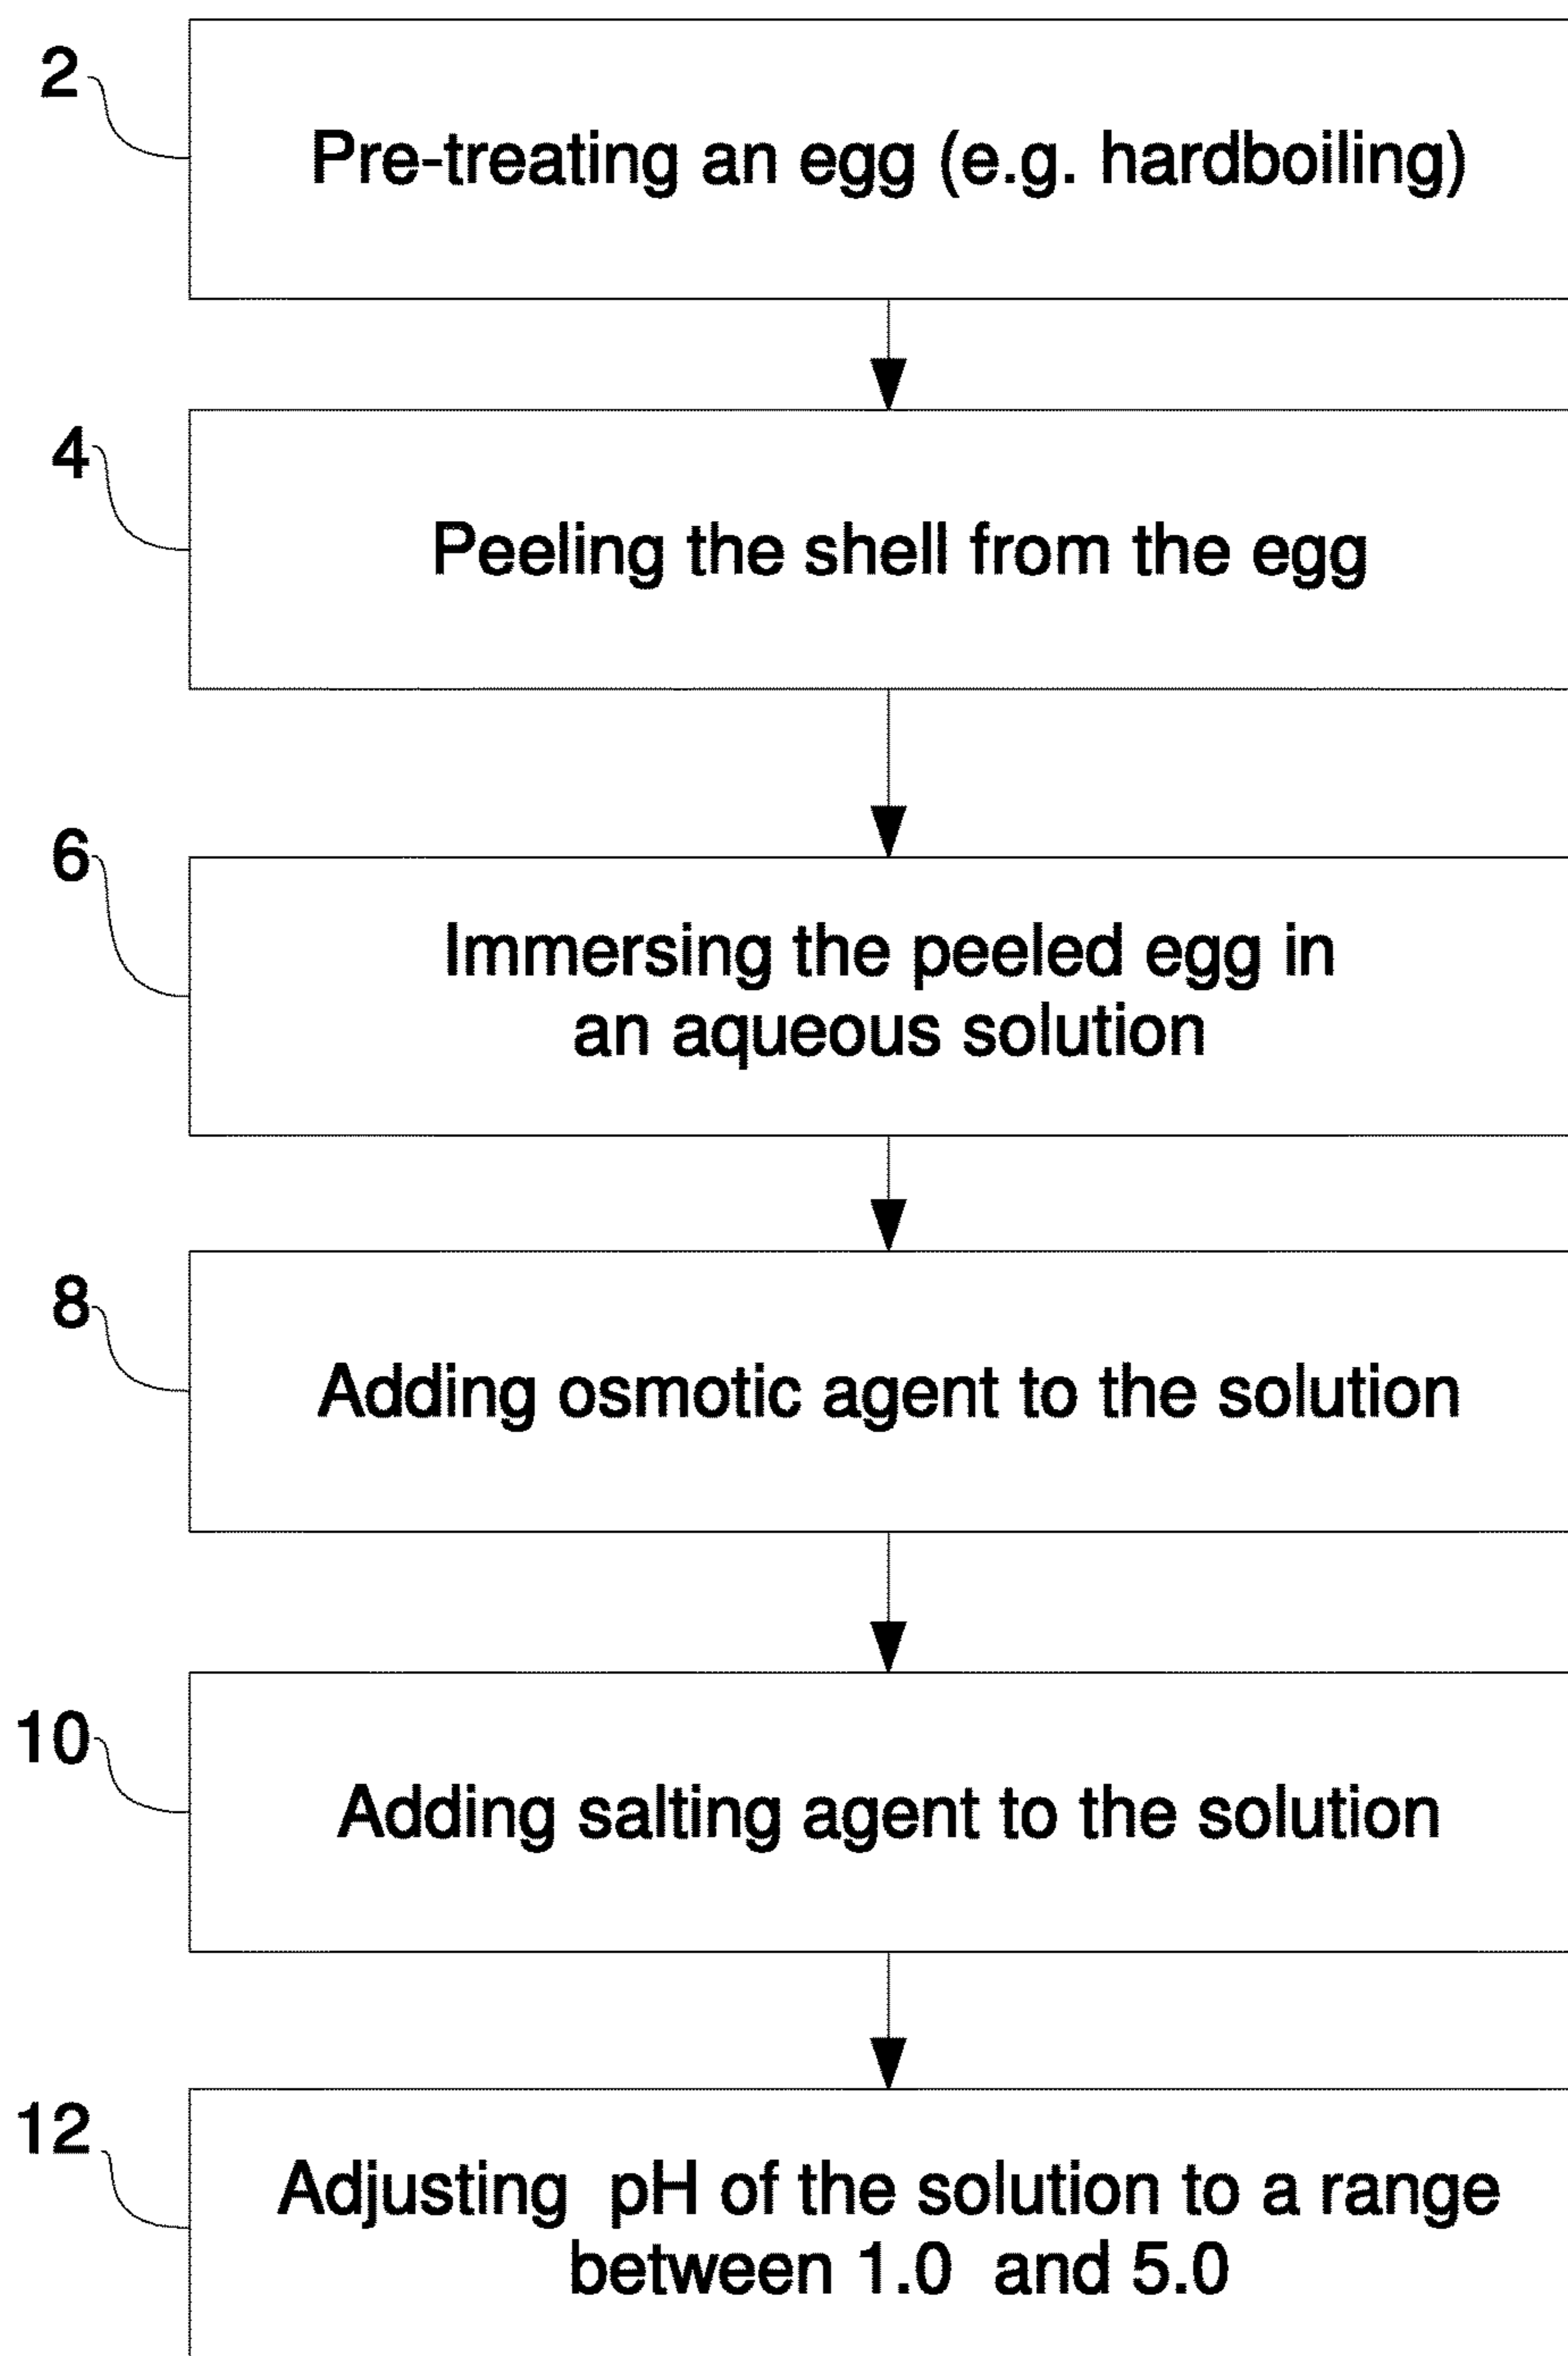 2
Pre-treating an egg (e.g. hardboiling)
4
Peeling the shell from the egg
6
Immersing the peeled egg in
an aqueous solution
8
Adding osmotic agent to the solution
10
Adding salting agent to the solution
12
Adjusting pH of the solution to a range
between 1.0 and 5.0